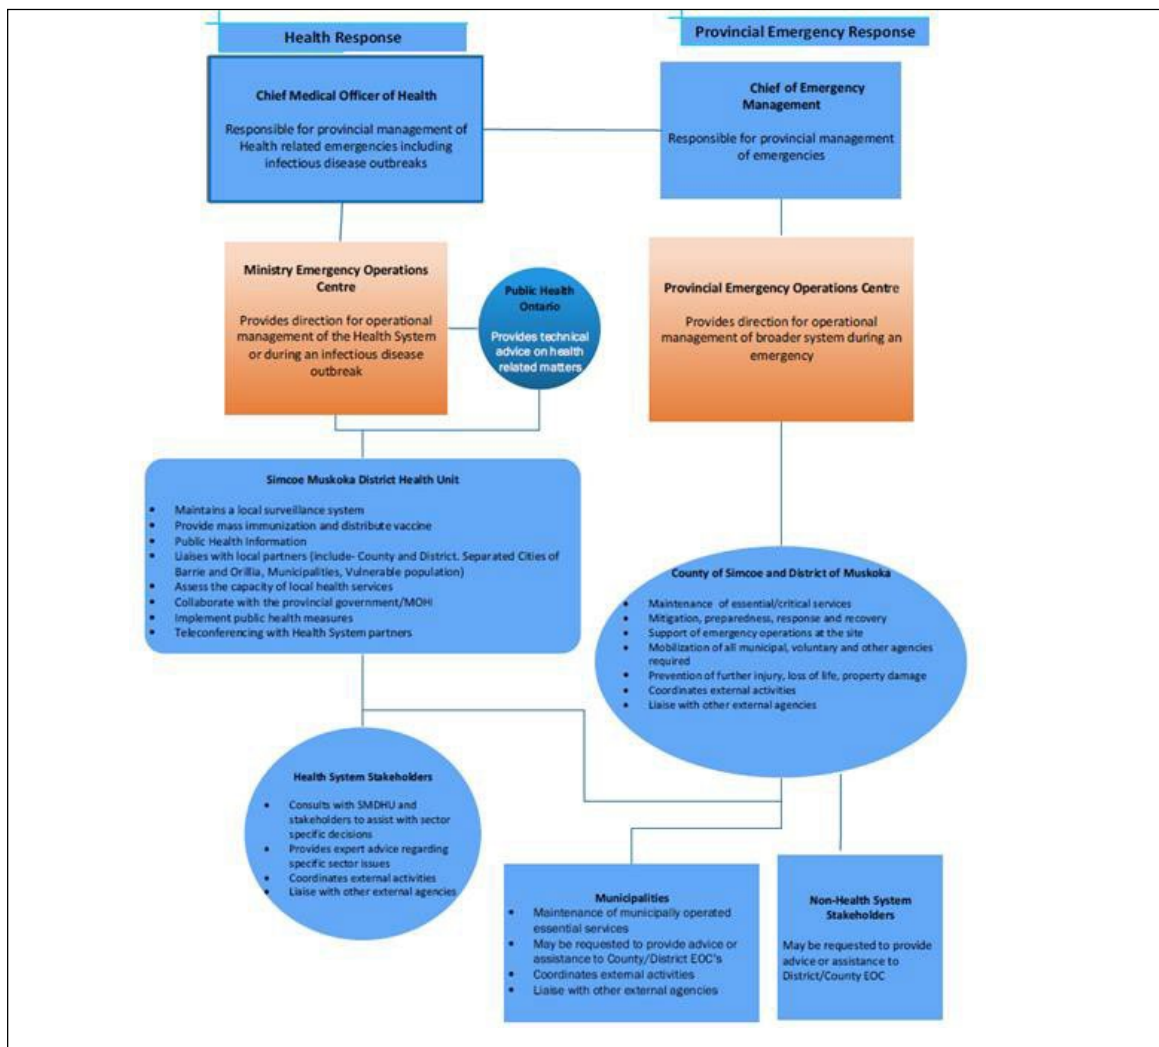 Health Response
Provincial Emergency Response
Chief Medical Officer of Health
Responsible for provincial management of
Health related emergencies including
infectious disease outbreaks
Chief of Emergency
Management
Responsible for provincial management
of emergencies
Ministry Emergency Operations
Centre
Provides direction for operational
management of the Health System
or during an infectious disease
outbreak
Public Health
Ontario
Provides technical
advice on health
related matters
Provincial Emergency Operations Centre
Provides direction for operational
management of broader system during an
emergency
Simcoe Muskoka District Health Unit
• Maintains a local surveillance system
• Provide mass immunization and distribute vaccine
• Public Health Information
• Liaises with local partners (include- County and District. Separated Cities of
Barrie and Orillia, Municipalities, Vulnerable population)
• Assess the capacity of local health services
• Collaborate with the provincial government/MOHI
• Implement public health measures
• Teleconferencing with Health System partners
County of Simcoe and District of Muskoka
• Maintenance of essential/critical services
• Mitigation, preparedness, response and recovery
• Support of emergency operations at the site
• Mobilization of all municipal, voluntary and other agencies
required
• Prevention of further injury, loss of life, property damage
• Coordinates external activities
• Liaise with other external agencies
Health System Stakeholders
• Consults with SMDHU and
stakeholders to assist with sector
specific decisions
• Provides expert advice regarding
specific sector issues
• Coordinates external activities
• Liaise with other external agencies
Municipalities
• Maintenance of municipally operated
essential services
• May be requested to provide advice or
assistance to County/District EOC's
• Coordinates external activities
• Liaise with other external agencies
Non-Health System
Stakeholders
May be requested to provide
advice or assistance to
District/County EOC